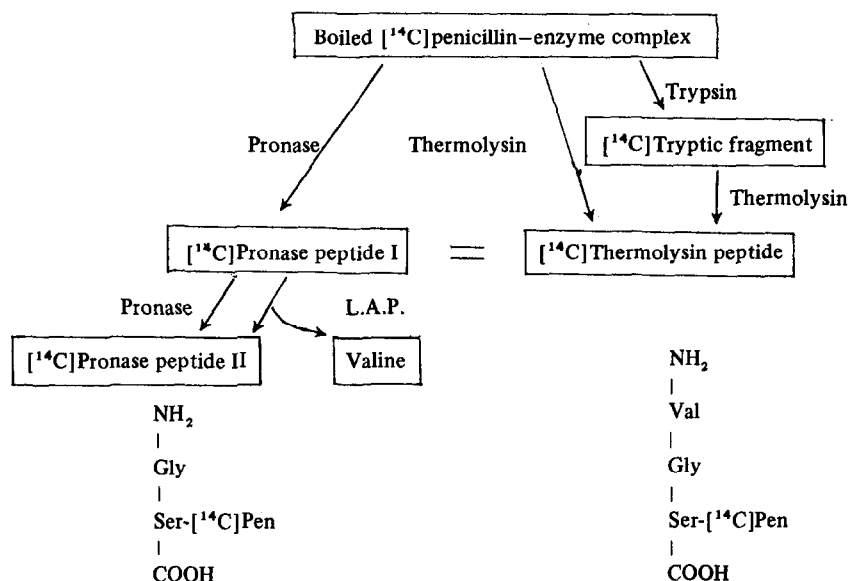 Boiled [¹⁴C]penicillin–enzyme complex
Trypsin
Pronase
Thermolysin
[¹⁴C]Tryptic fragment
Thermolysin
[¹⁴C]Pronase peptide I
=
[¹⁴C]Thermolysin peptide
Pronase
L.A.P.
[¹⁴C]Pronase peptide II
Valine
NH₂
Gly
Ser-[¹⁴C]Pen
COOH
NH₂
Val
Gly
Ser-[¹⁴C]Pen
COOH